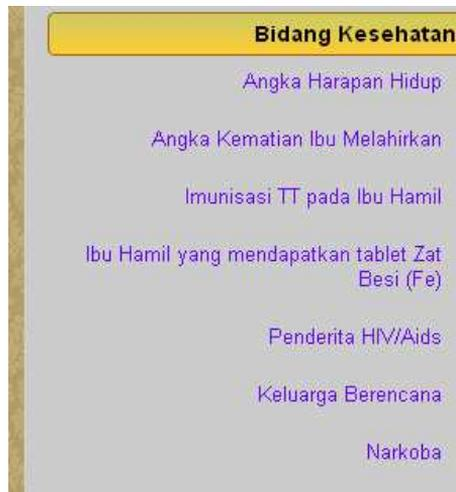 Bidang Kesehatan
Angka Harapan Hidup
Angka Kematian Ibu Melahirkan
Imunisasi TT pada Ibu Hamil
Ibu Hamil yang mendapatkan tablet Zat
Besi (Fe)
Penderita HIV/Aids
Keluarga Berencana
Narkoba